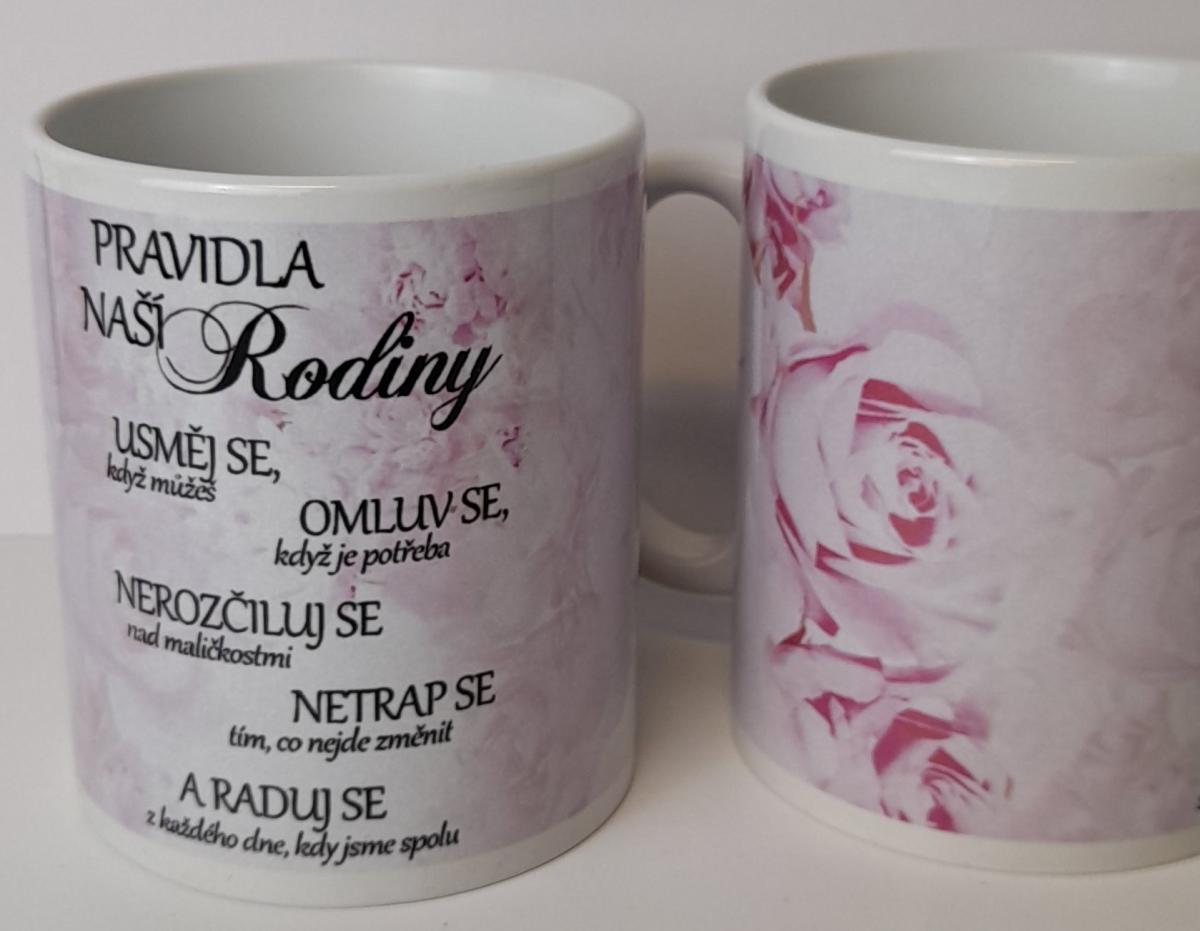 PRAVIDLA
NAŠÍ Rodiny
USMĚJ SE,
když můžeš
OMLUV SE,
když je potřeba
NEROZČILUJ SE
nad maličkostmi
NETRAP SE
tím, co nejde změnit
A RADUJ SE
z každého dne, kdy jsme spolu